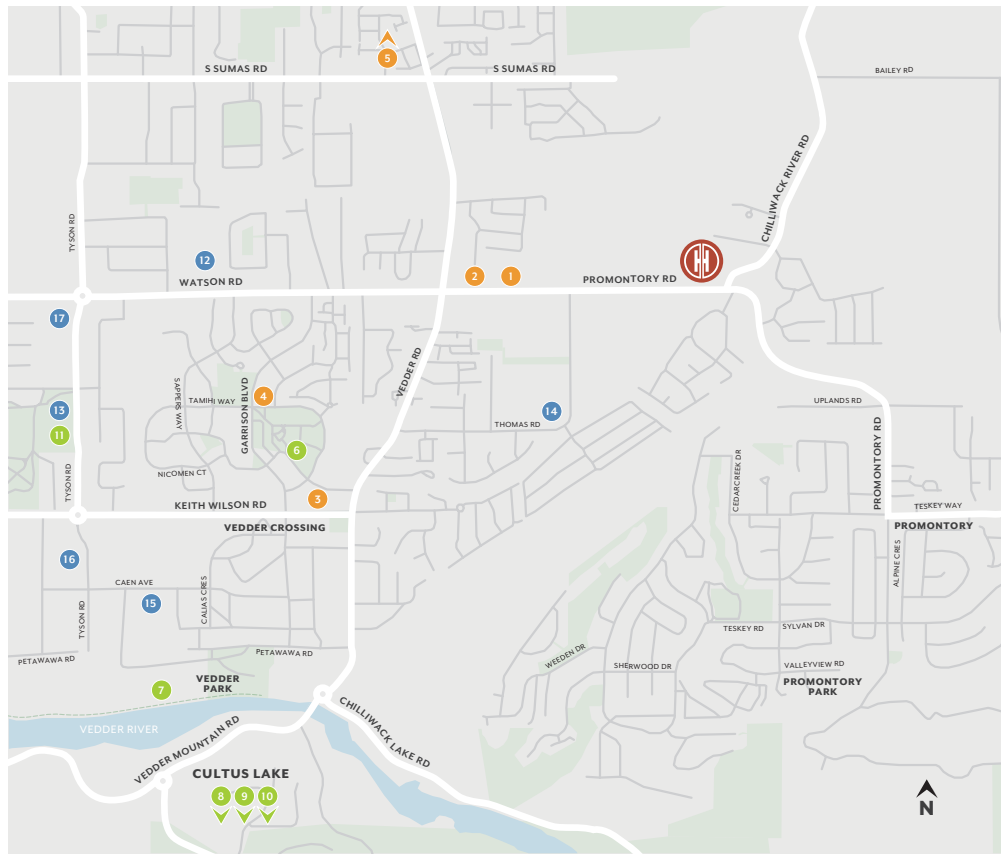 5
S SUMAS RD
S SUMAS RD
BAILEY RD
CHILLIWACK RIVER RD
TYSON RD
12
WATSON RD
2
1
PROMONTORY RD
HH
17
VEDDER RD
SAPPERS WAY
TAMIHI WAY
GARRISON BLVD
4
13
11
6
14
THOMAS RD
UPLANDS RD
PROMONTORY RD
CEDARCREEK DR
NICOMEN CT
TYSON RD
3
KEITH WILSON RD
VEDDER CROSSING
TESKEY WAY
PROMONTORY
16
CAEN AVE
15
CALIAS CRES
TYSON RD
ALPINE CRES
TESKEY RD
SYLVAN DR
PETAWAWA RD
PETAWAWA RD
WEEDEN DR
SHERWOOD DR
VALLEYVIEW RD
PROMONTORY
PARK
7
VEDDER
PARK
VEDDER RIVER
VEDDER MOUNTAIN RD
CHILLIWACK LAKE RD
CULTUS LAKE
8
9
10
N